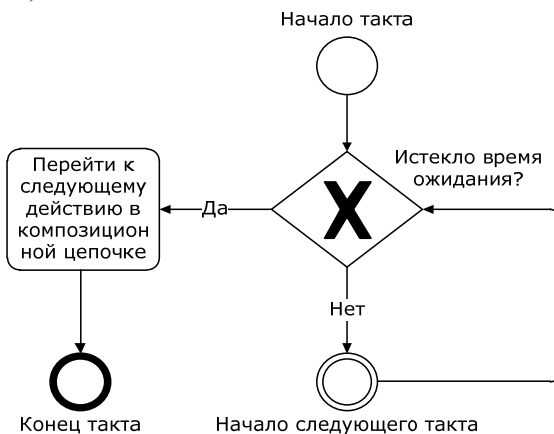 Начало такта
Истекло время
ожидания?
Перейти к
следующему
действию в
композицион
ной цепочке
Да
X
Нет
Конец такта
Начало следующего такта